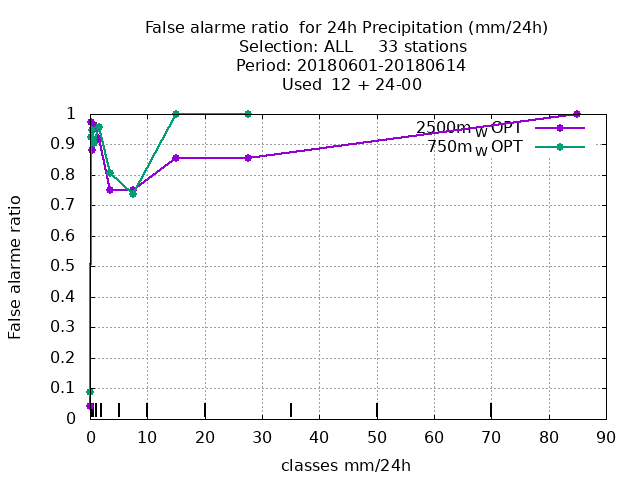 False alarme ratio  for 24h Precipitation (mm/24h)
Selection: ALL     33 stations
Period: 20180601-20180614
Used  12 + 24-00
2500m W OPT
750m W OPT
1
0.9
0.8
0.7
0.6
0.5
0.4
0.3
0.2
0.1
0
False alarme ratio
0 10 20 30 40 50 60 70 80 90
classes mm/24h